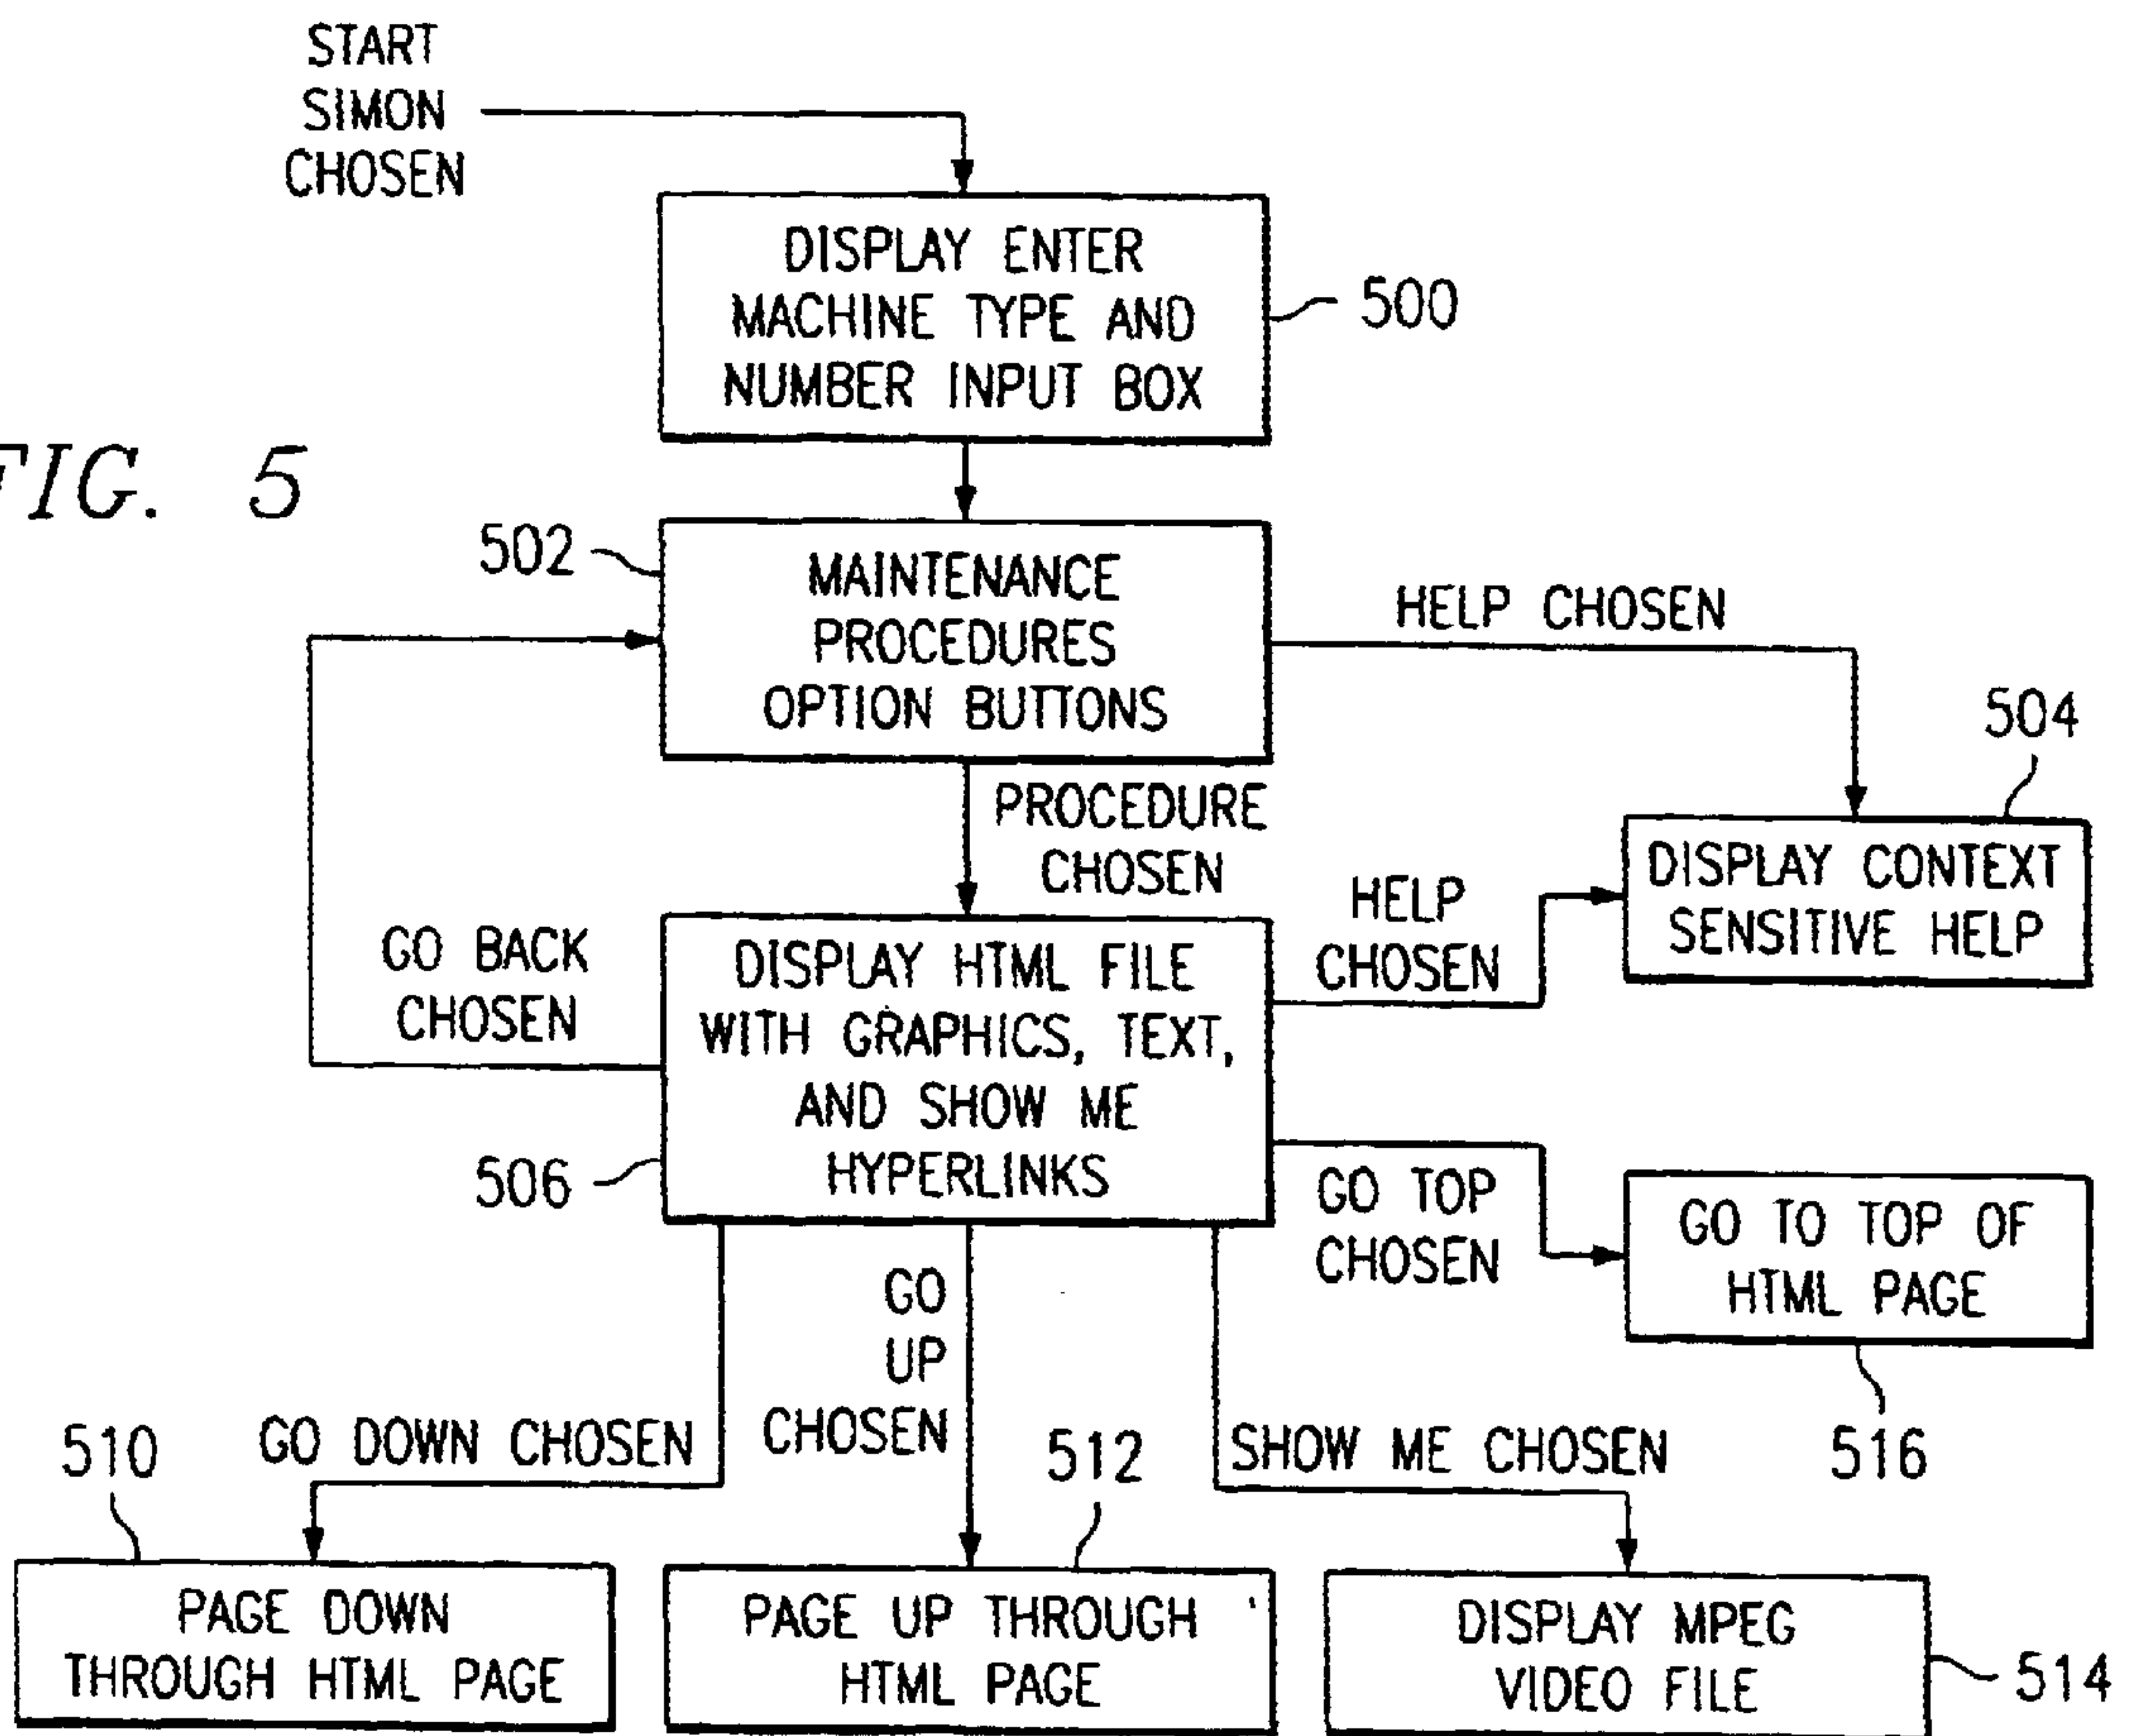 START
SIMON
CHOSEN
DISPLAY ENTER
MACHINE TYPE AND
NUMBER INPUT BOX
500
FIG. 5
502
MAINTENANCE
PROCEDURES
OPTION BUTTONS
HELP CHOSEN
504
PROCEDURE
CHOSEN
DISPLAY CONTEXT
SENSITIVE HELP
HELP
CHOSEN
GO BACK
CHOSEN
DISPLAY HTML FILE
WITH GRAPHICS, TEXT,
AND SHOW ME
HYPERLINKS
506
GO TOP
CHOSEN
GO TO TOP OF
HTML PAGE
516
GO
UP
CHOSEN
GO DOWN CHOSEN
510
512
SHOW ME CHOSEN
PAGE DOWN
THROUGH HTML PAGE
PAGE UP THROUGH
HTML PAGE
DISPLAY MPEG
VIDEO FILE
514